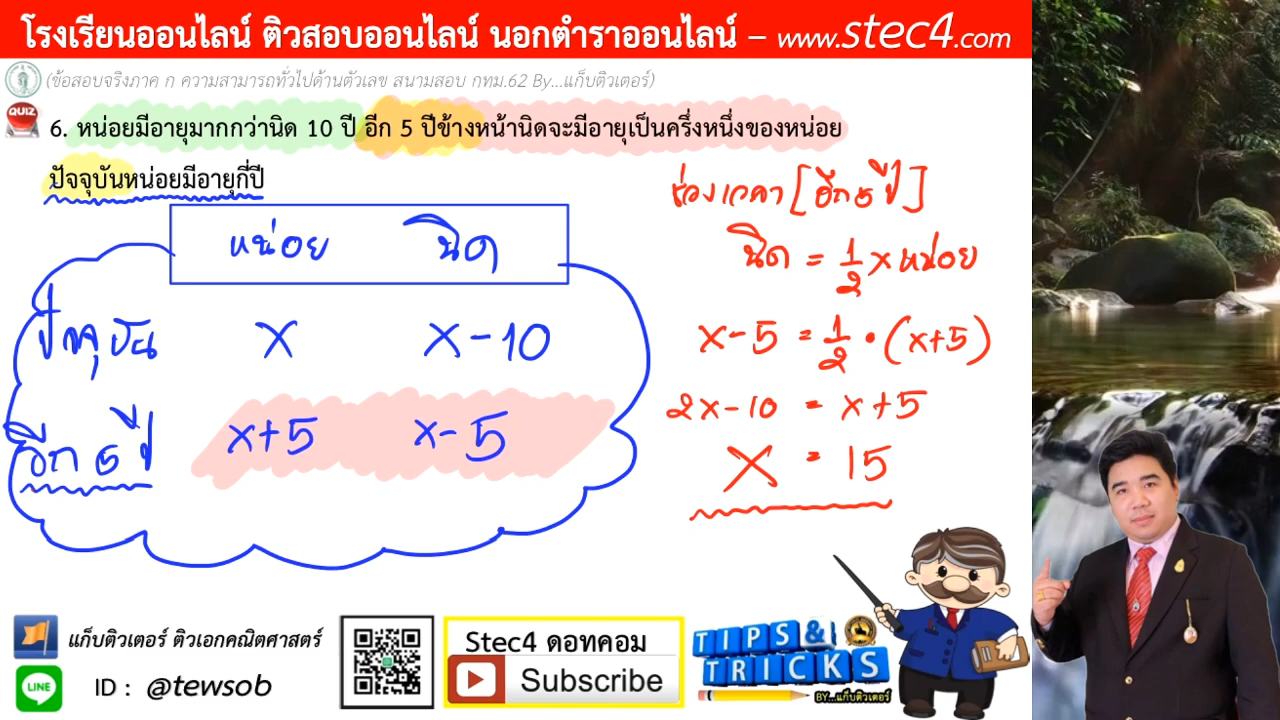 โรงเรียนออนไลน์ ติวสอบออนไลน์ นอกตำราออนไลน์ – www.stec4.com
(ข้อสอบจริงภาค ก ความสามารถทั่วไปด้านตัวเลข สนามสอบ กทม.62 By...แก็บติวเตอร์)
QUIZ
6. หน่อยมีอายุมากกว่านิด 10 ปี อีก 5 ปีข้างหน้านิดจะมีอายุเป็นครึ่งหนึ่งของหน่อย
ปัจจุบันหน่อยมีอายุกี่ปี
หน่อย นิด
ปัจจุบัน x x-10
อีก 5 ปี x+5 x-5
ช่วงเวลา [อีก 5 ปี]
นิด = 1/2 x หน่อย
x-5 = 1/2 • (x+5)
2x-10 = x+5
x = 15
แก็บติวเตอร์ ติวเอกคณิตศาสตร์
LINE
ID : @tewsob
Stec4 ดอทคอม
Subscribe
TIPS &
TRICKS
BY...แก็บติวเตอร์